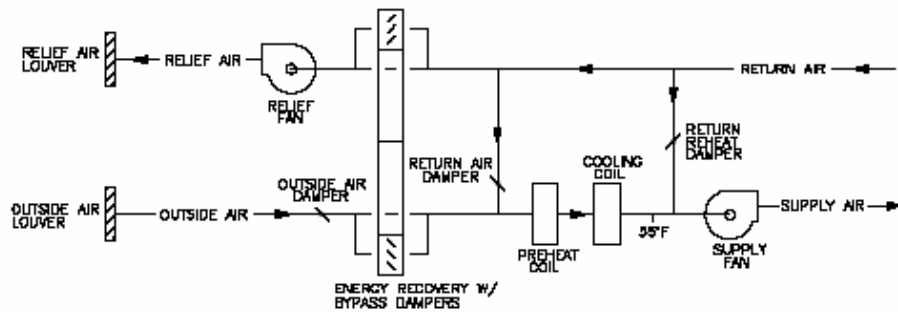 RELIEF AIR
LOUVER
RELIEF AIR
RELIEF
FAN
RETURN AIR
RETURN
REHEAT
DAMPER
COOLING
COIL
RETURN AIR
DAMPER
OUTSIDE AIR
DAMPER
OUTSIDE AIR
LOUVER
OUTSIDE AIR
55°F
SUPPLY AIR
SUPPLY
FAN
PREHEAT
COIL
ENERGY RECOVERY W/
BYPASS DAMPERS